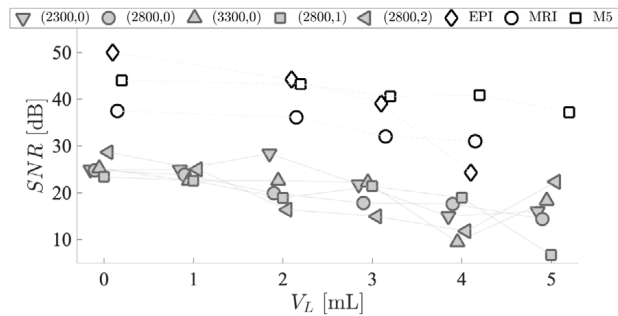 (2300,0) (2800,0) (3300,0) (2800,1) (2800,2) EPI MRI M5
50
40
30
20
10
SNR [dB]
0 1 2 3 4 5
V_L [mL]